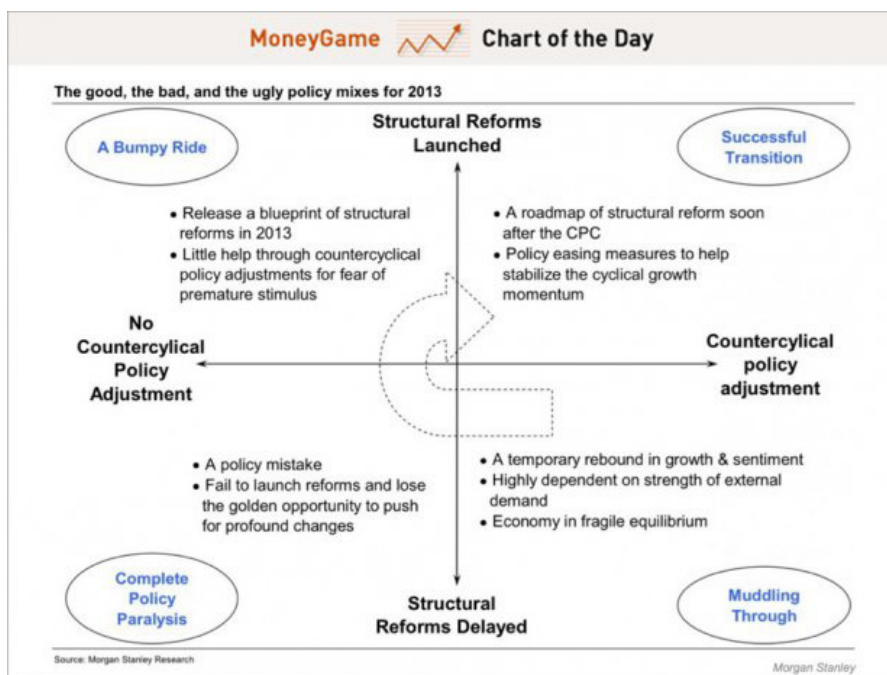 MoneyGame Chart of the Day
The good, the bad, and the ugly policy mixes for 2013
A Bumpy Ride
Structural Reforms
Launched
Successful
Transition
• Release a blueprint of structural
reforms in 2013
• Little help through countercyclical
policy adjustments for fear of
premature stimulus
• A roadmap of structural reform soon
after the CPC
• Policy easing measures to help
stabilize the cyclical growth
momentum
No
Countercylical
Policy
Adjustment
Countercylical
policy
adjustment
• A policy mistake
• Fail to launch reforms and lose
the golden opportunity to push
for profound changes
• A temporary rebound in growth & sentiment
• Highly dependent on strength of external
demand
• Economy in fragile equilibrium
Complete
Policy
Paralysis
Structural
Reforms Delayed
Muddling
Through
Source: Morgan Stanley Research
Morgan Stanley